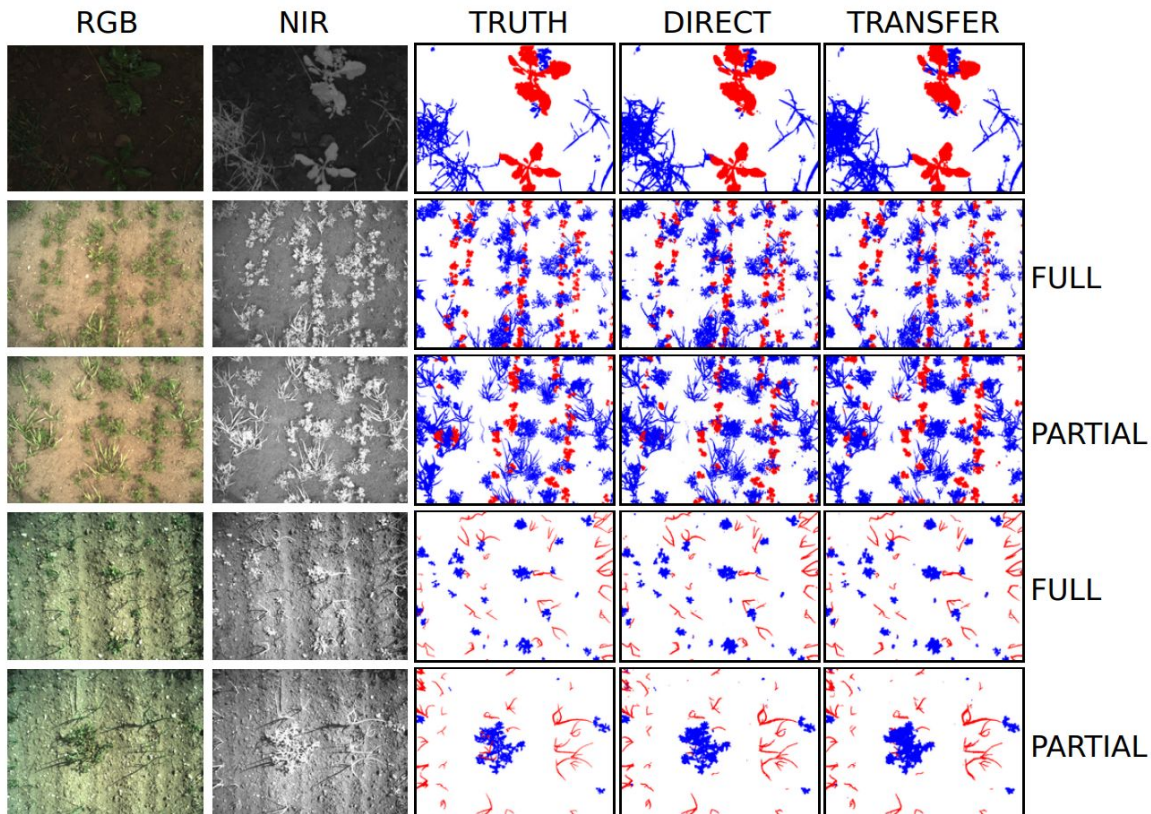 RGB NIR TRUTH DIRECT TRANSFER
FULL
PARTIAL
FULL
PARTIAL